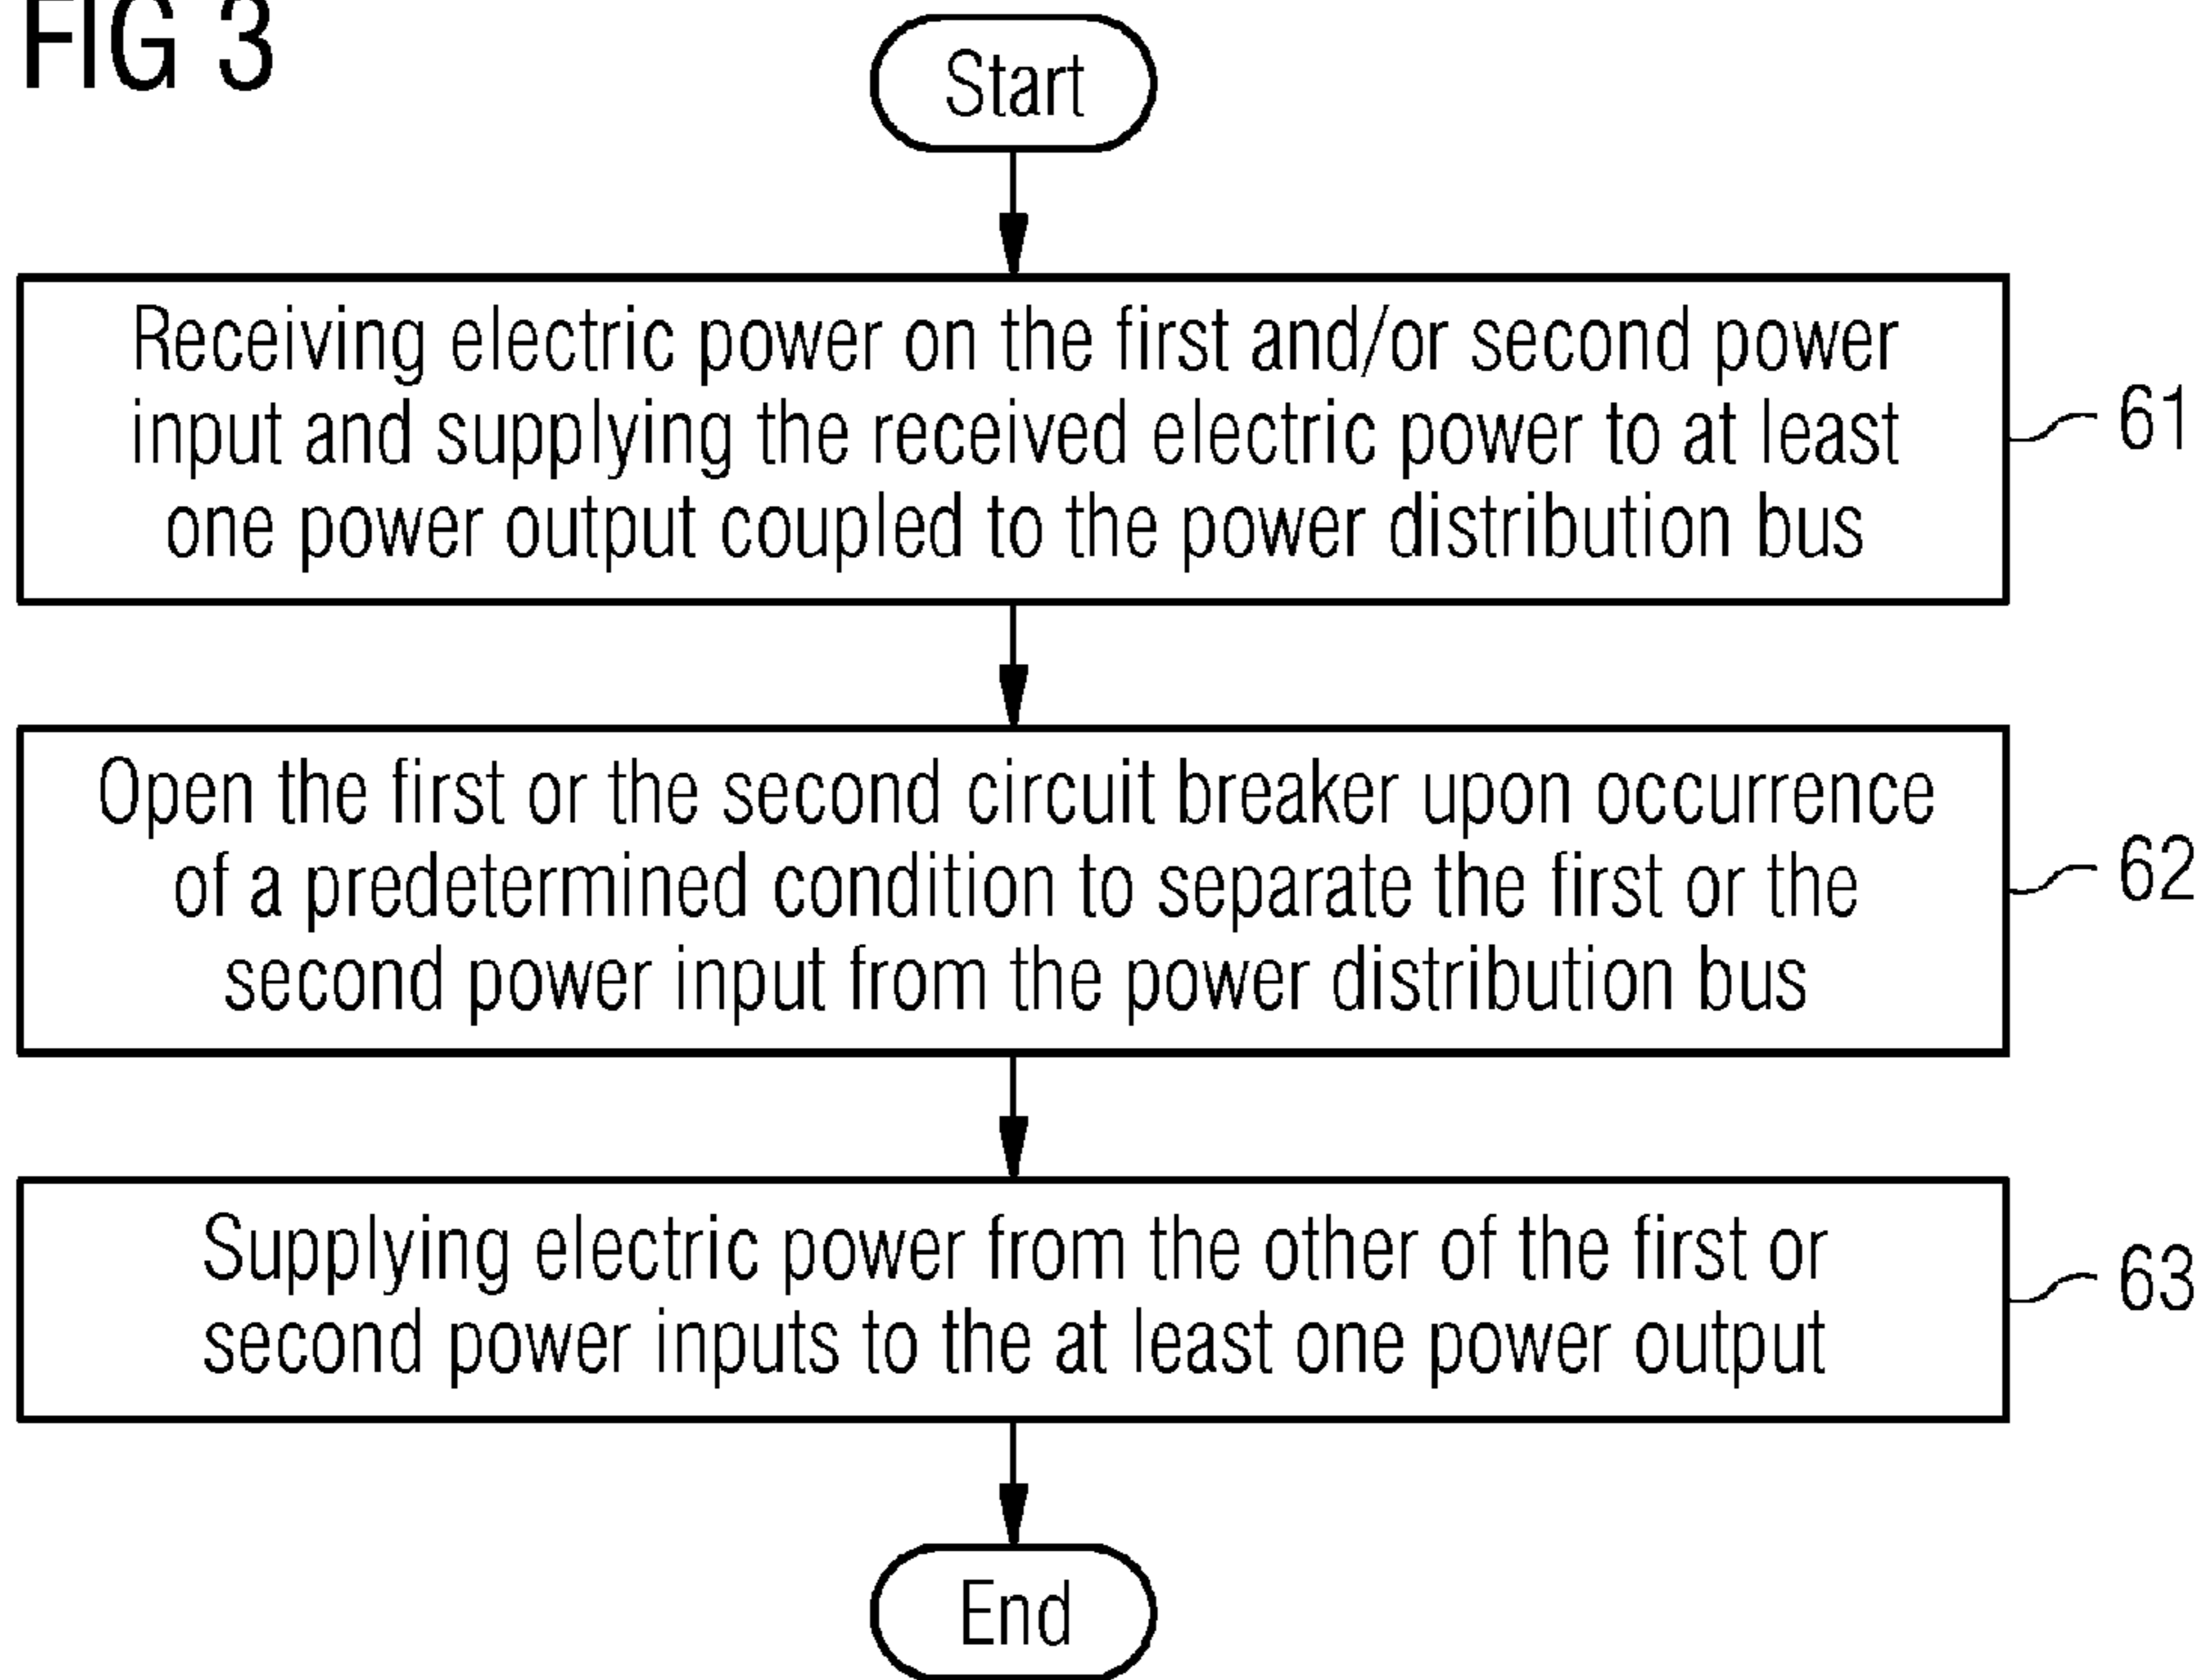 FIG 3
Start
Receiving electric power on the first and/or second power
input and supplying the received electric power to at least
one power output coupled to the power distribution bus
61
Open the first or the second circuit breaker upon occurrence
of a predetermined condition to separate the first or the
second power input from the power distribution bus
62
Supplying electric power from the other of the first or
second power inputs to the at least one power output
63
End